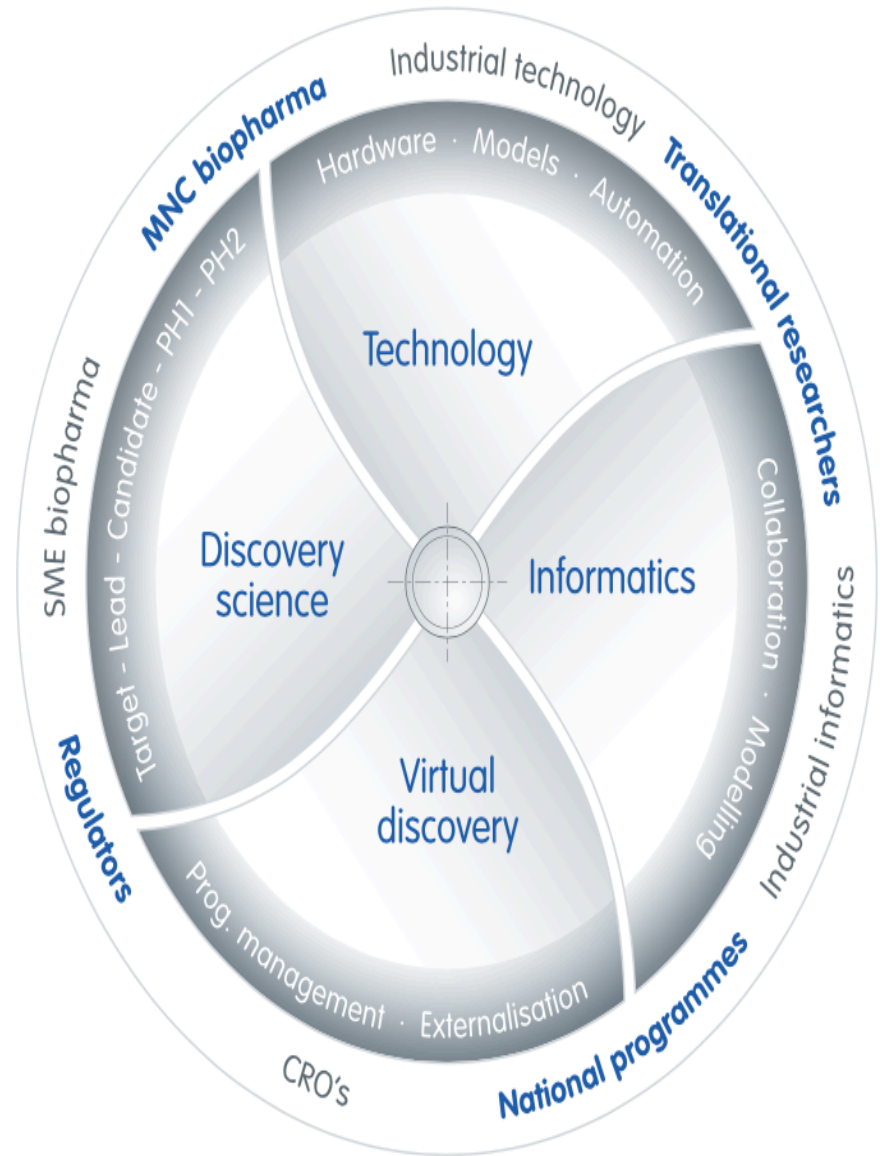 Industrial technology
MNC biopharma
Translational researchers
Hardware · Models · Automation
Target - Lead - Candidate - PH1 - PH2
SME biopharma
Technology
Discovery
science
Informatics
Collaboration · Modelling
Industrial informatics
Virtual
discovery
Regulators
Prog. management · Externalisation
CRO's
National programmes